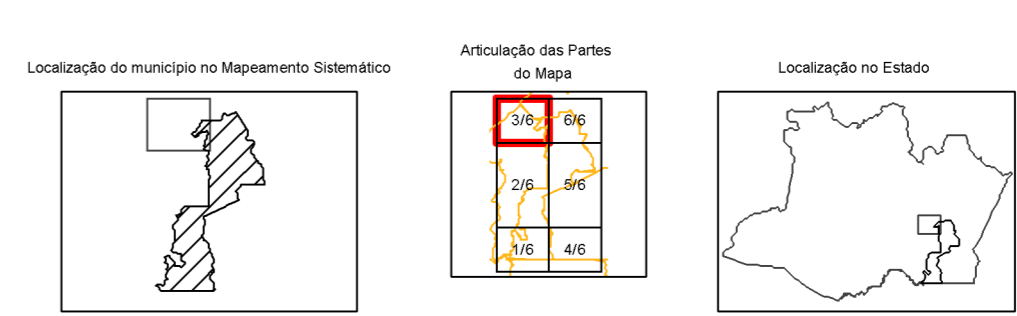 Localização do município no Mapeamento Sistemático
Articulação das Partes
do Mapa
Localização no Estado
3/6 6/6
2/6 5/6
1/6 4/6